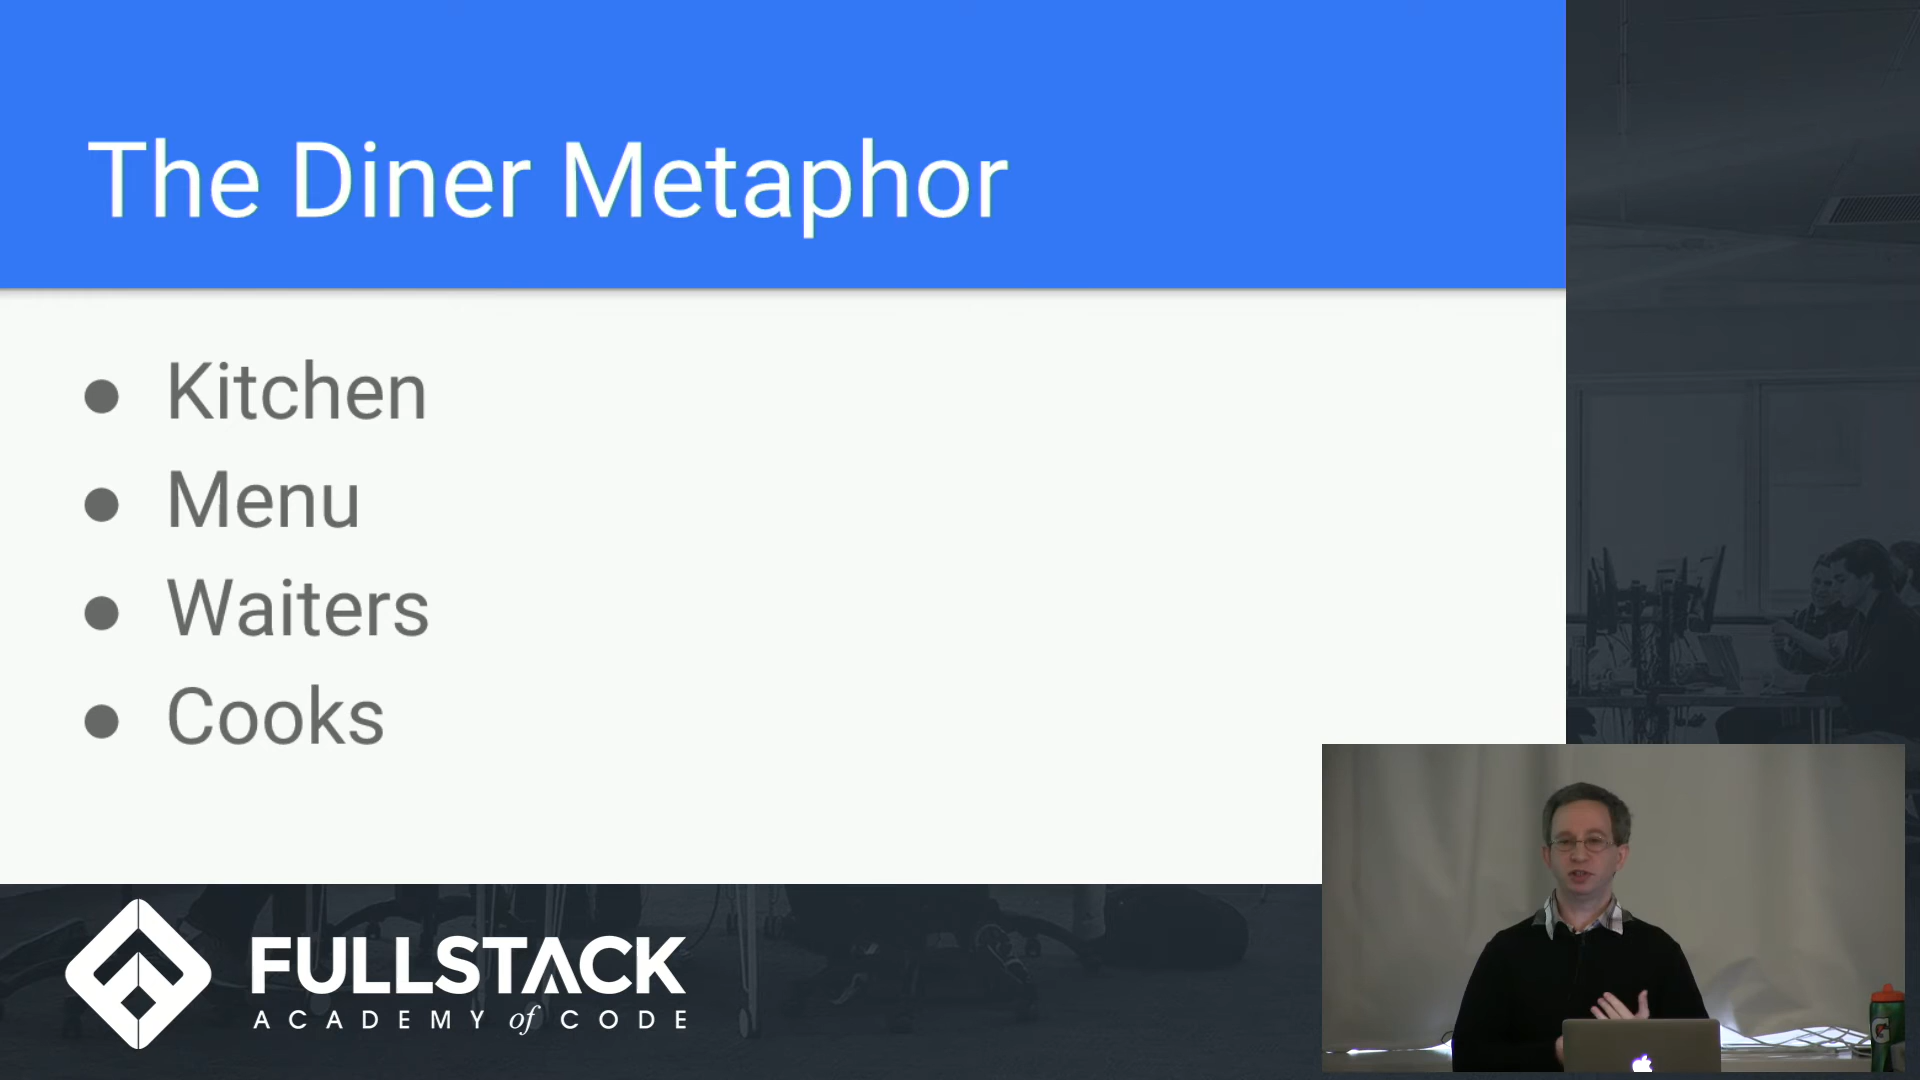 The Diner Metaphor
Kitchen
Menu
Waiters
Cooks
FULLSTACK
ACADEMY of CODE
G